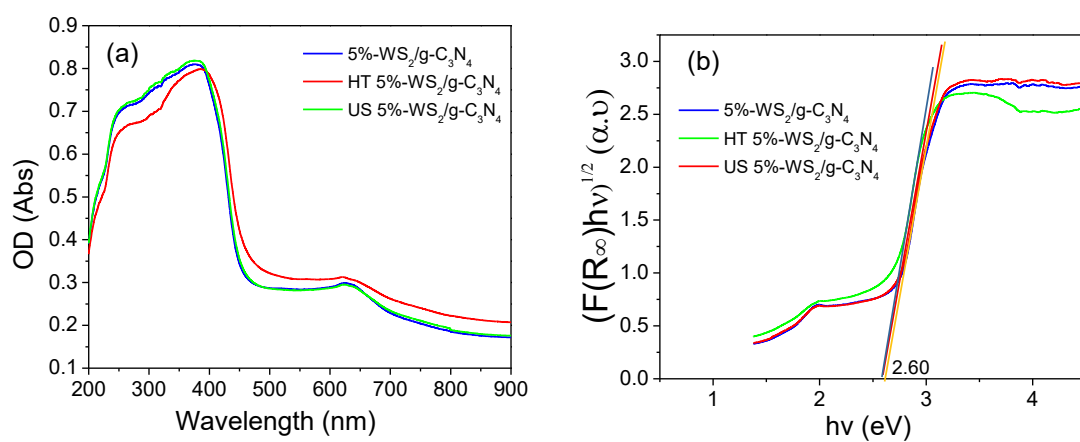 (a)
5%-WS₂/g-C₃N₄
HT 5%-WS₂/g-C₃N₄
US 5%-WS₂/g-C₃N₄
OD (Abs)
0.9
0.8
0.7
0.6
0.5
0.4
0.3
0.2
0.1
200 300 400 500 600 700 800 900
Wavelength (nm)
(b)
5%-WS₂/g-C₃N₄
HT 5%-WS₂/g-C₃N₄
US 5%-WS₂/g-C₃N₄
(F(R∞)hν)¹/² (α.υ)
3.0
2.5
2.0
1.5
1.0
0.5
0.0
2.60
1 2 3 4
hν (eV)